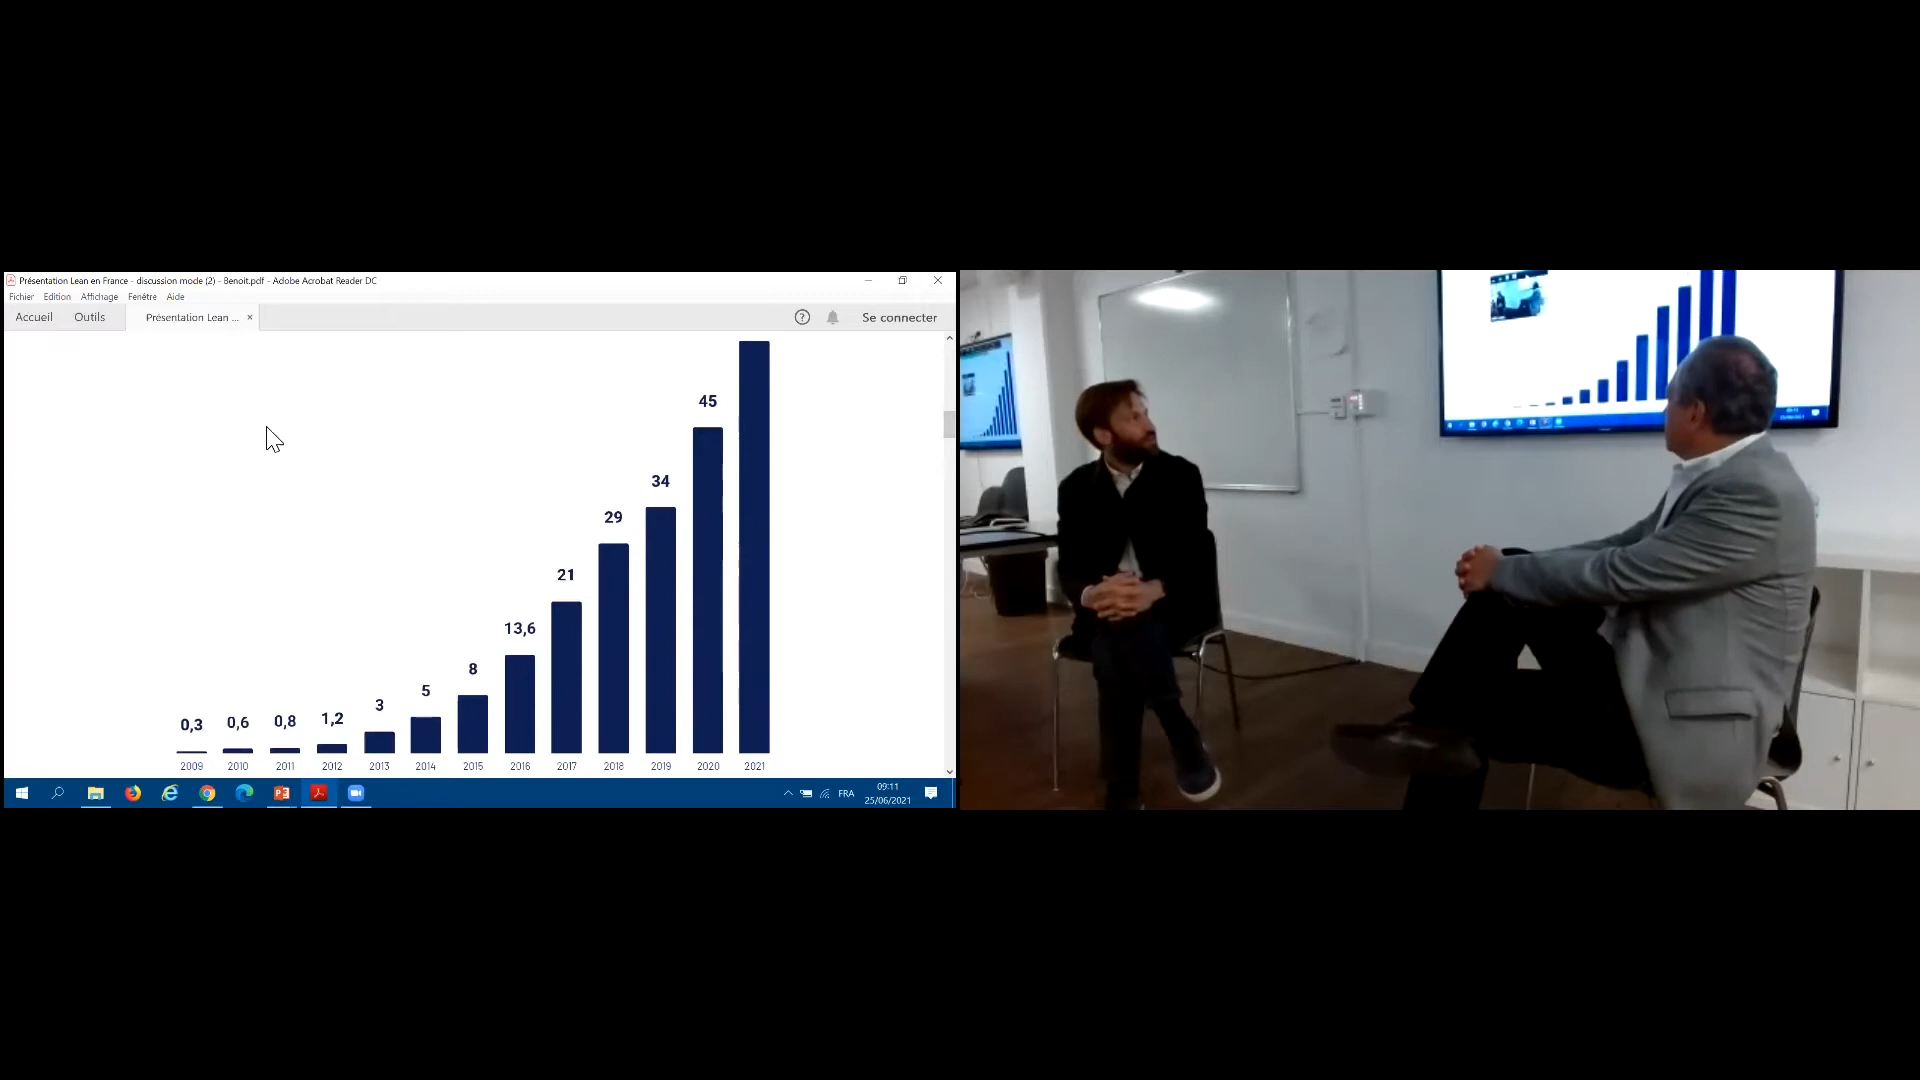 Présentation Lean en France - discussion mode (2) - Benoit.pdf - Adobe Acrobat Reader DC
Fichier Edition Affichage Fenêtre Aide
Accueil Outils Présentation Lean ... × Se connecter
45
34
29
21
13,6
8
5
3
1,2
0,8
0,6
0,3
2009 2010 2011 2012 2013 2014 2015 2016 2017 2018 2019 2020 2021
FRA
09:11
25/06/2021